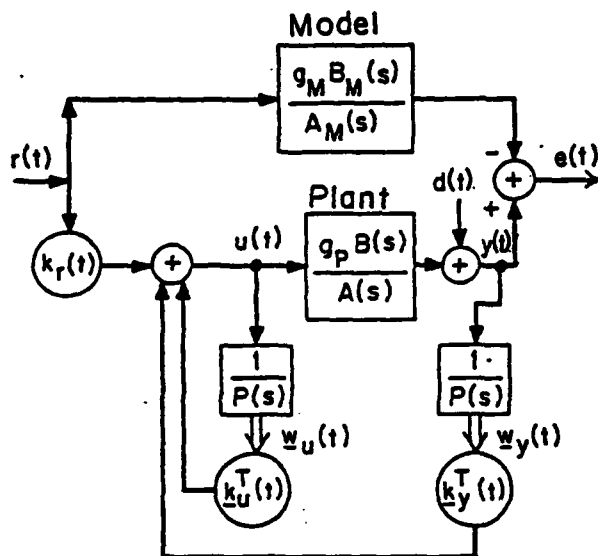 Model
g_M B_M(s)
A_M(s)
r(t)
-
e(t)
d(t)
+
+
Plant
k_r(t)
+
u(t)
g_P B(s)
A(s)
+
y(t)
1
P(s)
1
P(s)
w_u(t)
w_y(t)
k_u^T(t)
k_y^T(t)